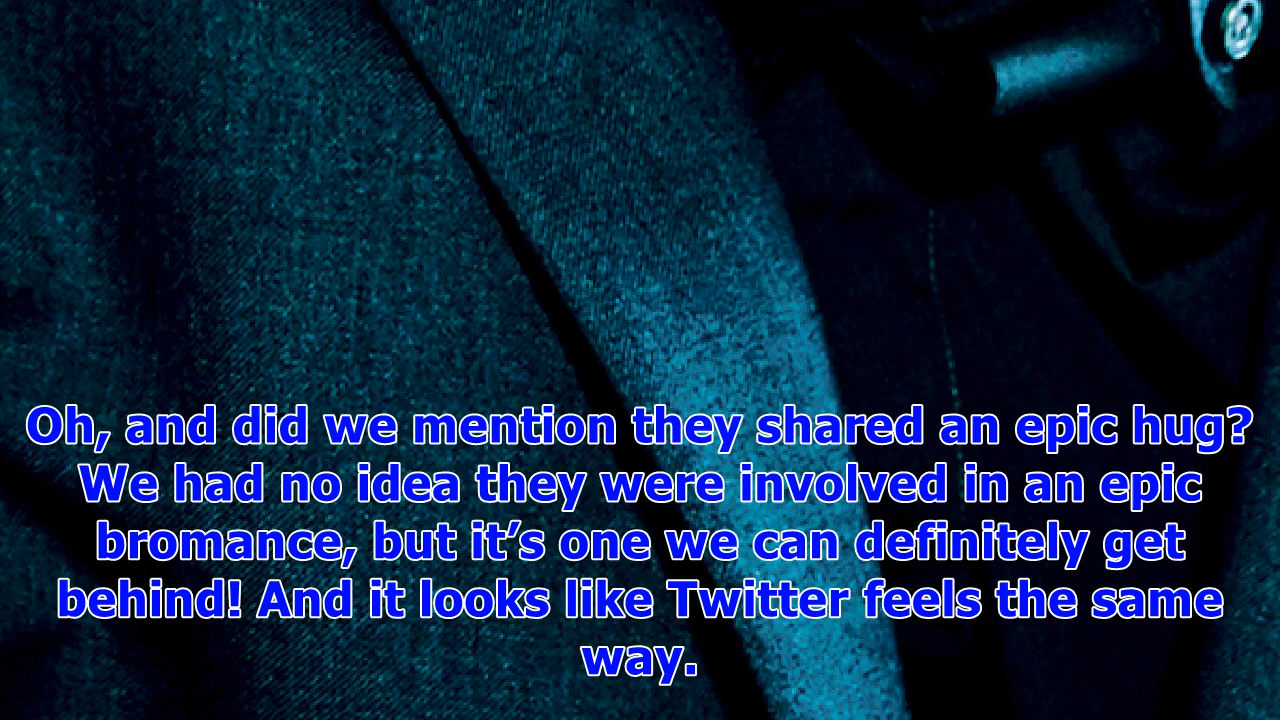 Oh, and did we mention they shared an epic hug?
We had no idea they were involved in an epic
bromance, but it’s one we can definitely get
behind! And it looks like Twitter feels the same
way.